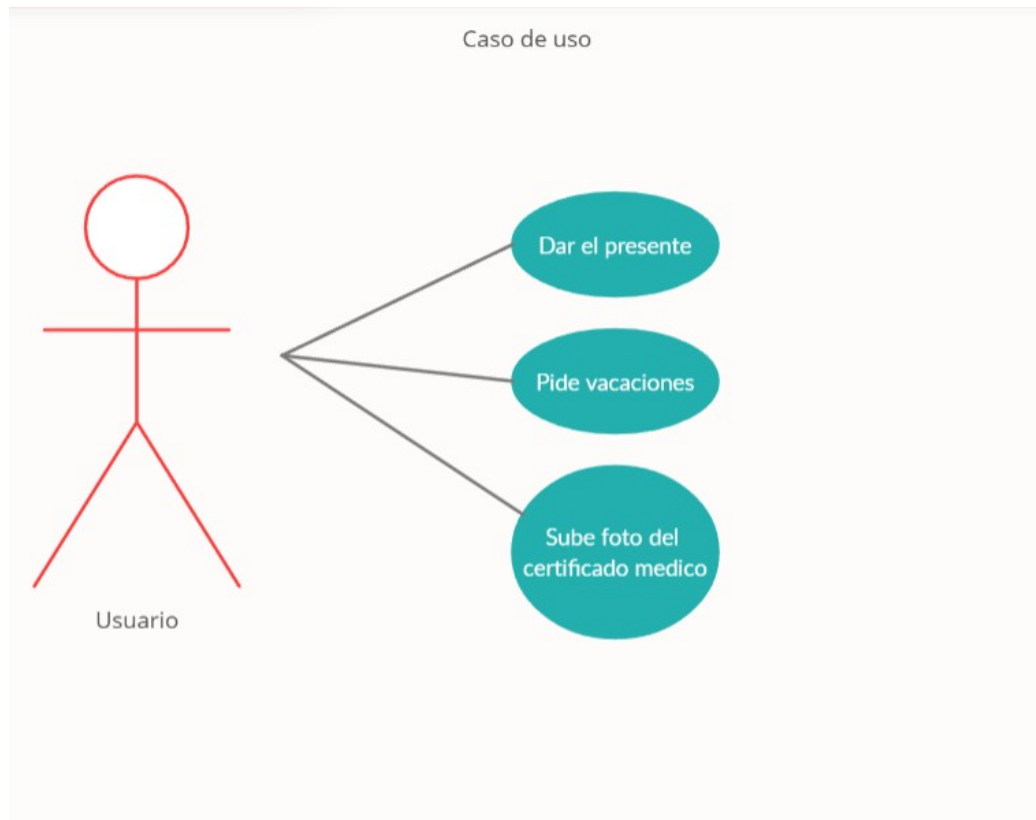 Caso de uso
Dar el presente
Pide vacaciones
Sube foto del
certificado medico
Usuario